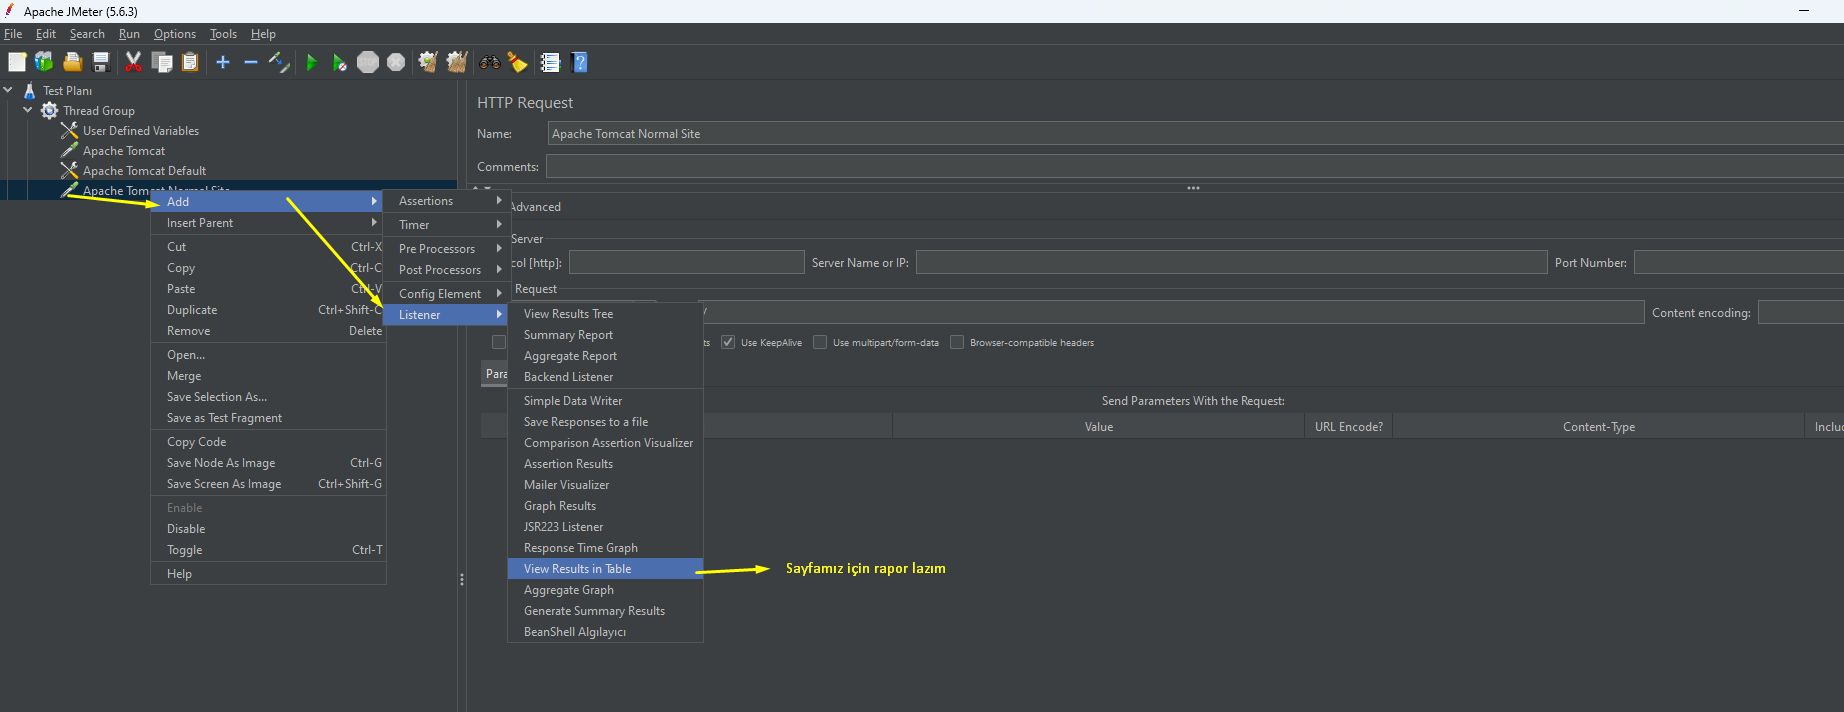 Apache JMeter (5.6.3)
File Edit Search Run Options Tools Help
STOP
Test Planı
Thread Group
User Defined Variables
Apache Tomcat
Apache Tomcat Default
Apache Tomcat Normal Site
Add
Insert Parent
Cut Ctrl-X
Copy Ctrl-C
Paste Ctrl-V
Duplicate Ctrl+Shift-C
Remove Delete
Open...
Merge
Save Selection As...
Save as Test Fragment
Copy Code
Save Node As Image Ctrl-G
Save Screen As Image Ctrl+Shift-G
Enable
Disable
Toggle Ctrl-T
Help
Assertions
Timer
Pre Processors
Post Processors
Config Element
Listener
View Results Tree
Summary Report
Aggregate Report
Backend Listener
Simple Data Writer
Save Responses to a file
Comparison Assertion Visualizer
Assertion Results
Mailer Visualizer
Graph Results
JSR223 Listener
Response Time Graph
View Results in Table
Aggregate Graph
Generate Summary Results
BeanShell Algılayıcı
Sayfamız için rapor lazım
HTTP Request
Name: Apache Tomcat Normal Site
Comments:
Advanced
Server
col [http]: Server Name or IP: Port Number:
Request
/ Content encoding:
ts Use KeepAlive Use multipart/form-data Browser-compatible headers
Para
Send Parameters With the Request:
Value URL Encode? Content-Type Includ